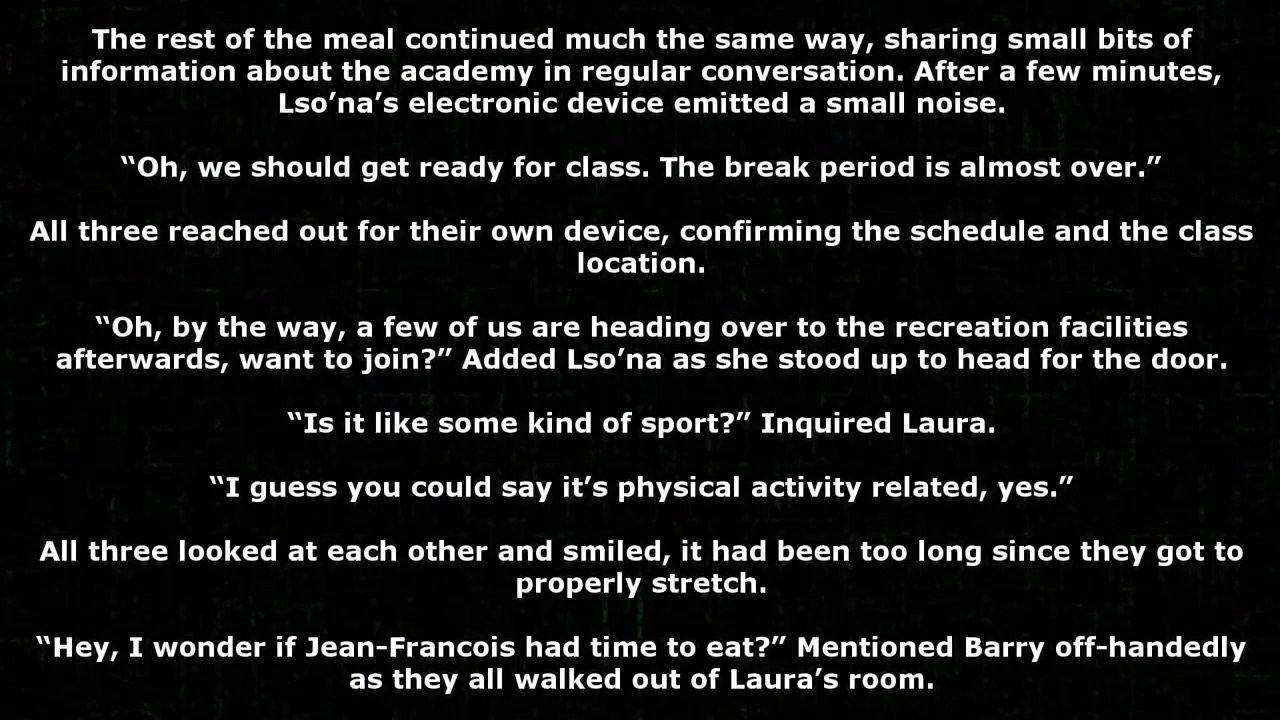 The rest of the meal continued much the same way, sharing small bits of
information about the academy in regular conversation. After a few minutes,
Lso’na’s electronic device emitted a small noise.
“Oh, we should get ready for class. The break period is almost over.”
All three reached out for their own device, confirming the schedule and the class
location.
“Oh, by the way, a few of us are heading over to the recreation facilities
afterwards, want to join?” Added Lso’na as she stood up to head for the door.
“Is it like some kind of sport?” Inquired Laura.
“I guess you could say it’s physical activity related, yes.”
All three looked at each other and smiled, it had been too long since they got to
properly stretch.
“Hey, I wonder if Jean-Francois had time to eat?” Mentioned Barry off-handedly
as they all walked out of Laura’s room.